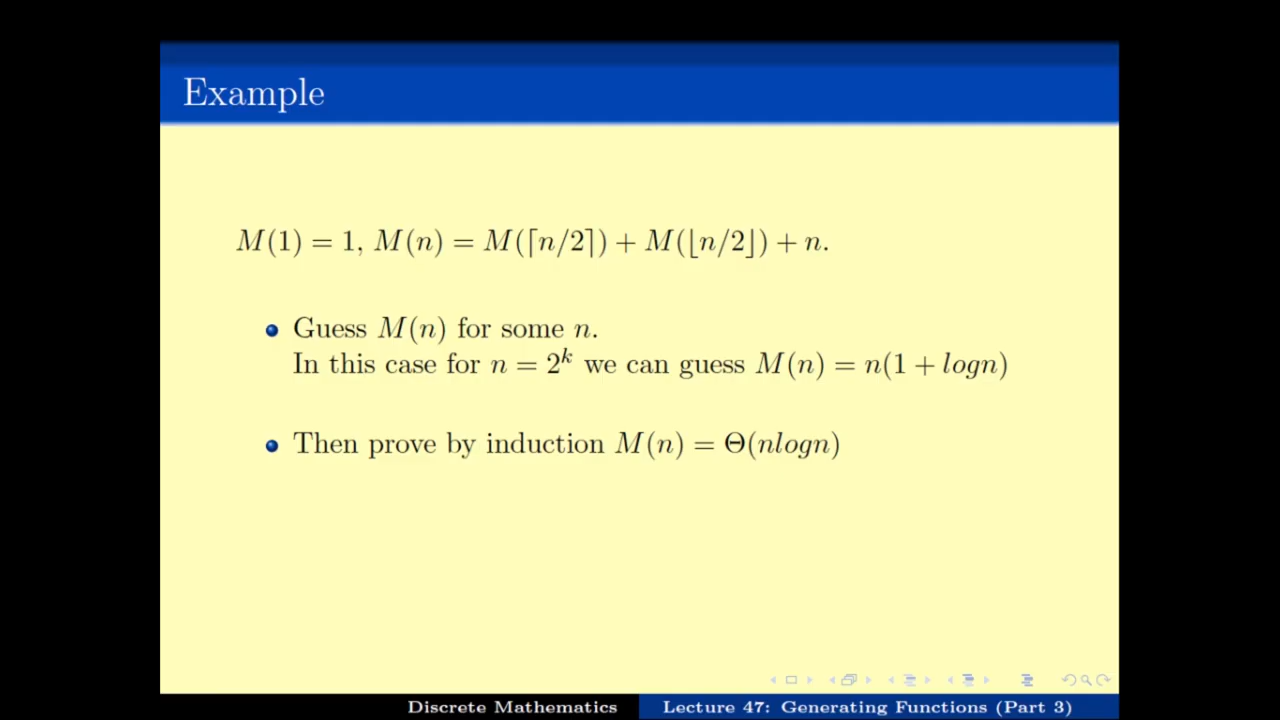 Example
M(1) = 1, M(n) = M(⌈n/2⌉) + M(⌊n/2⌋) + n.
Guess M(n) for some n.
In this case for n = 2^k we can guess M(n) = n(1 + logn)
Then prove by induction M(n) = Θ(nlogn)
Discrete Mathematics
Lecture 47: Generating Functions (Part 3)